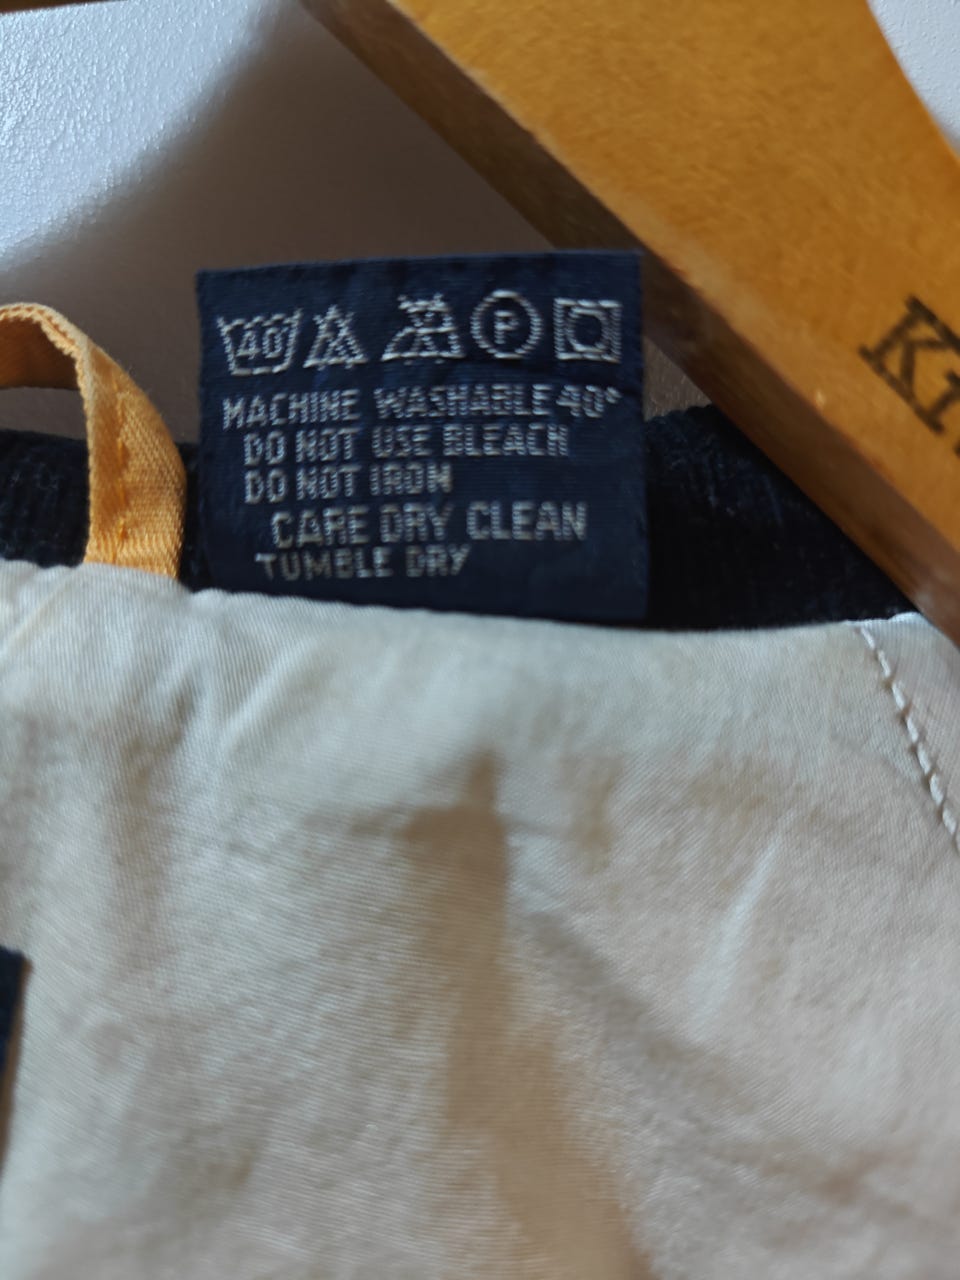 40 P
MACHINE WASHABLE 40°
DO NOT USE BLEACH
DO NOT IRON
CARE DRY CLEAN
TUMBLE DRY